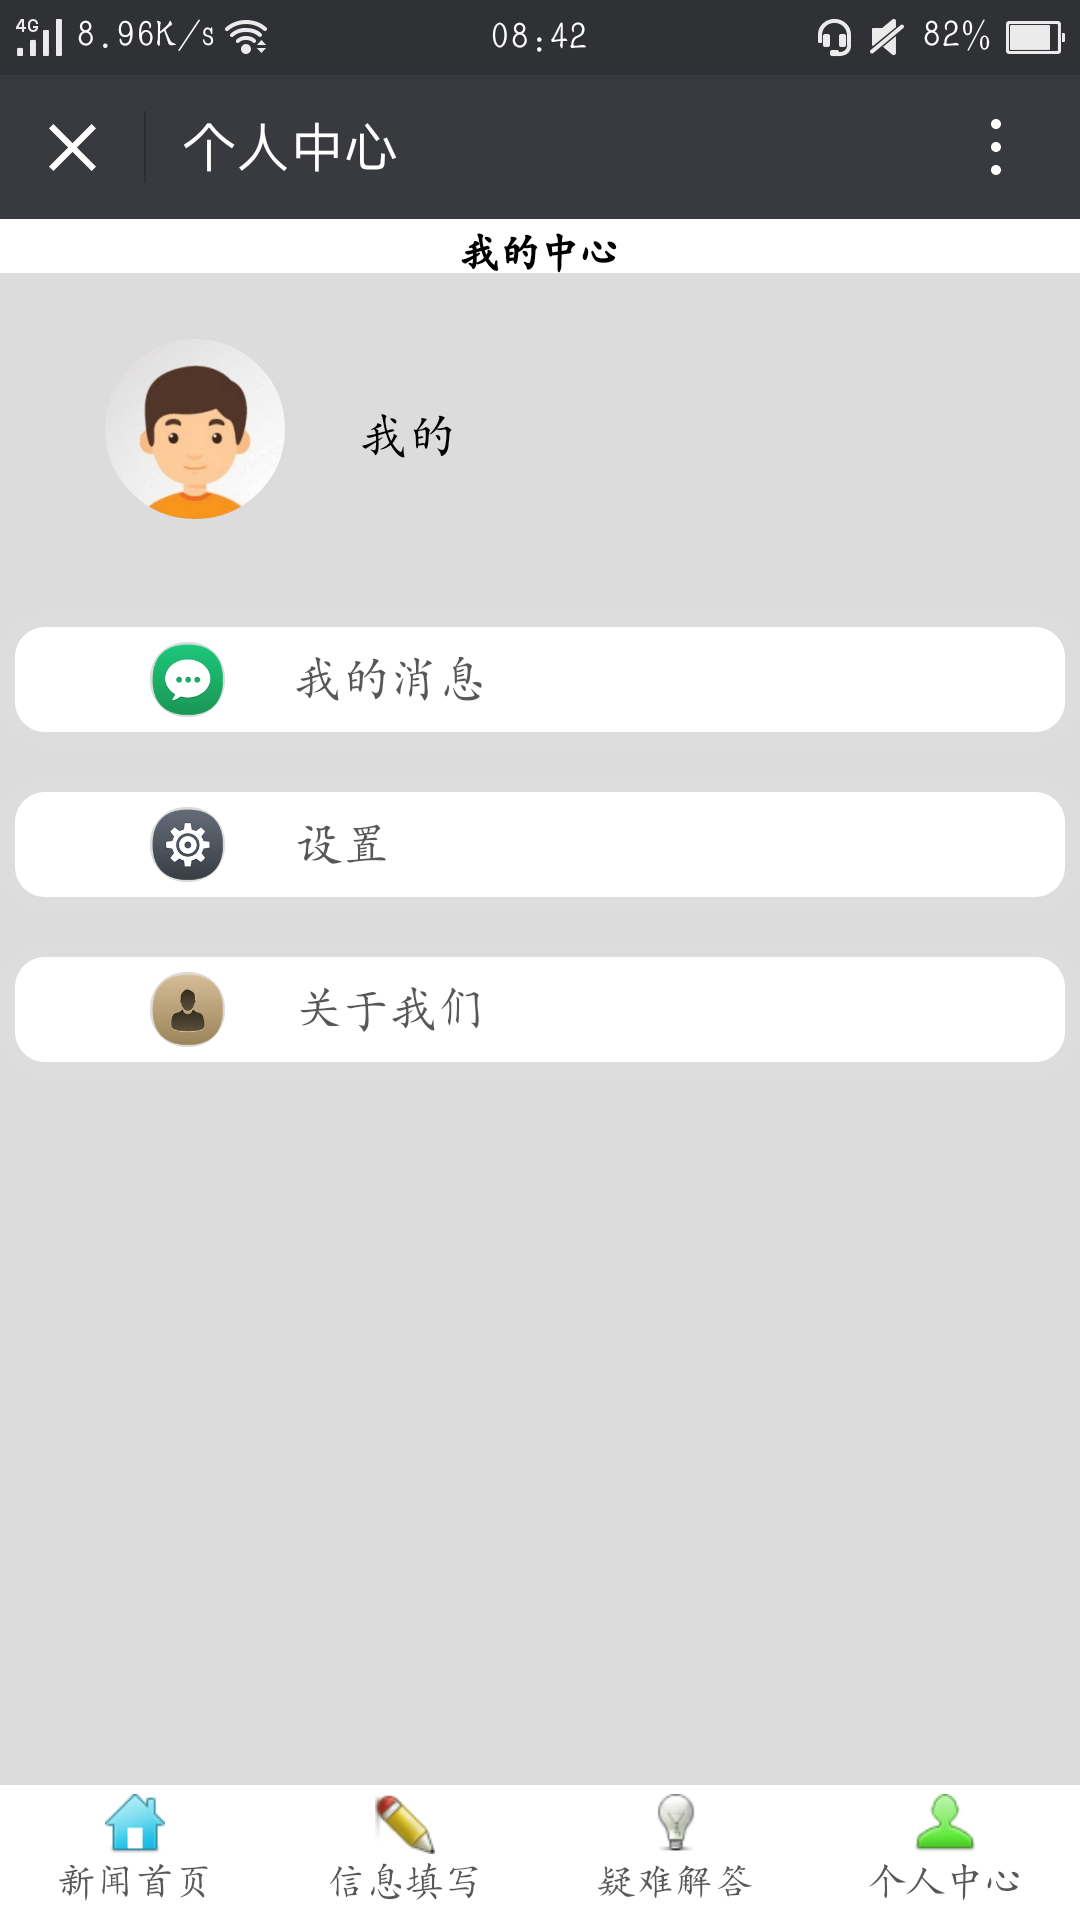 4G 8.96K/s 08:42 82%
个人中心
我的中心
我的
我的消息
设置
关于我们
新闻首页 信息填写 疑难解答 个人中心